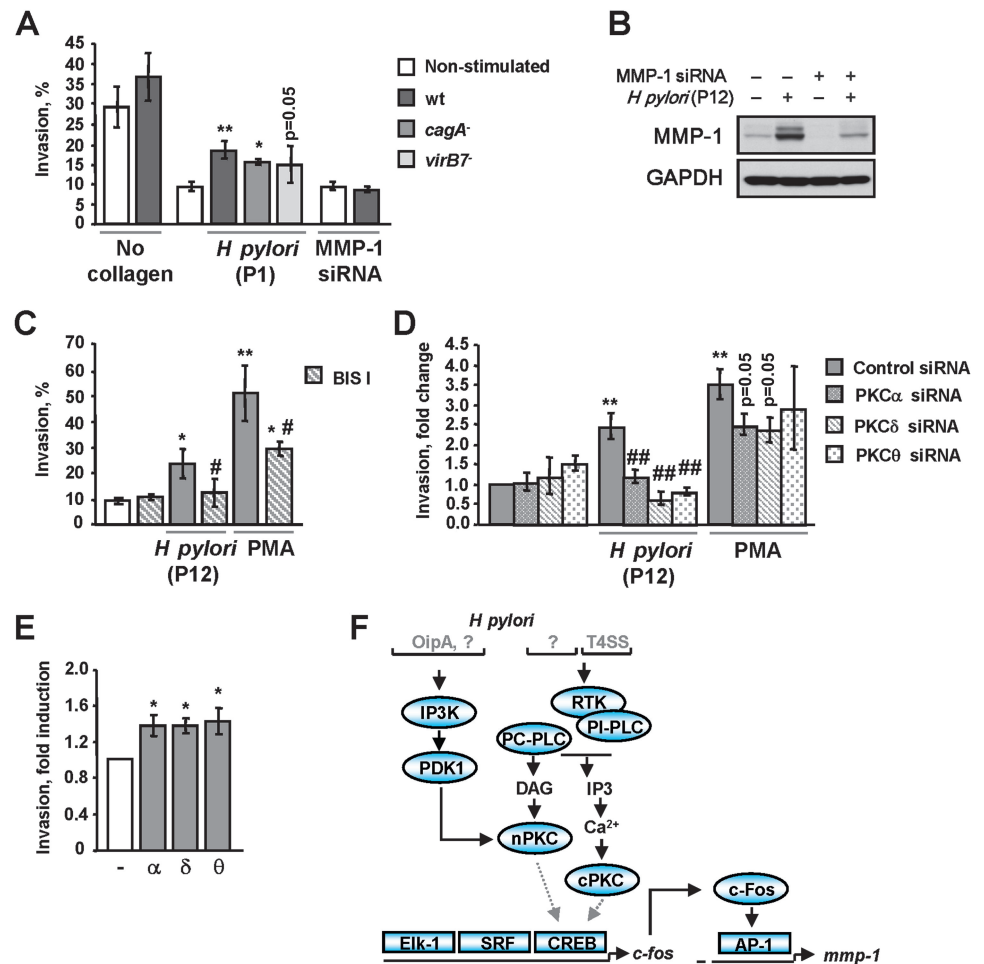 A
Invasion, %
45
40
35
30
25
20
15
10
5
0
**
*
p=0.05
Non-stimulated
wt
cagA-
virB7-
No collagen
H pylori (P1)
MMP-1 siRNA
B
MMP-1 siRNA – – + +
H pylori (P12) – + – +
MMP-1
GAPDH
C
Invasion, %
70
60
50
40
30
20
10
0
*
#
**
* #
BIS I
H pylori (P12)
PMA
D
Invasion, fold change
4.5
4.0
3.5
3.0
2.5
2.0
1.5
1.0
0.5
0.0
**
##
##
##
**
p=0.05
p=0.05
Control siRNA
PKCα siRNA
PKCδ siRNA
PKCθ siRNA
H pylori (P12)
PMA
E
Invasion, fold induction
2.0
1.6
1.2
0.8
0.4
0
*
*
*
- α δ θ
F
H pylori
OipA, ?
?
T4SS
IP3K
RTK
PI-PLC
PC-PLC
PDK1
DAG
IP3
Ca2+
nPKC
cPKC
c-Fos
Elk-1
SRF
CREB
c-fos
AP-1
mmp-1